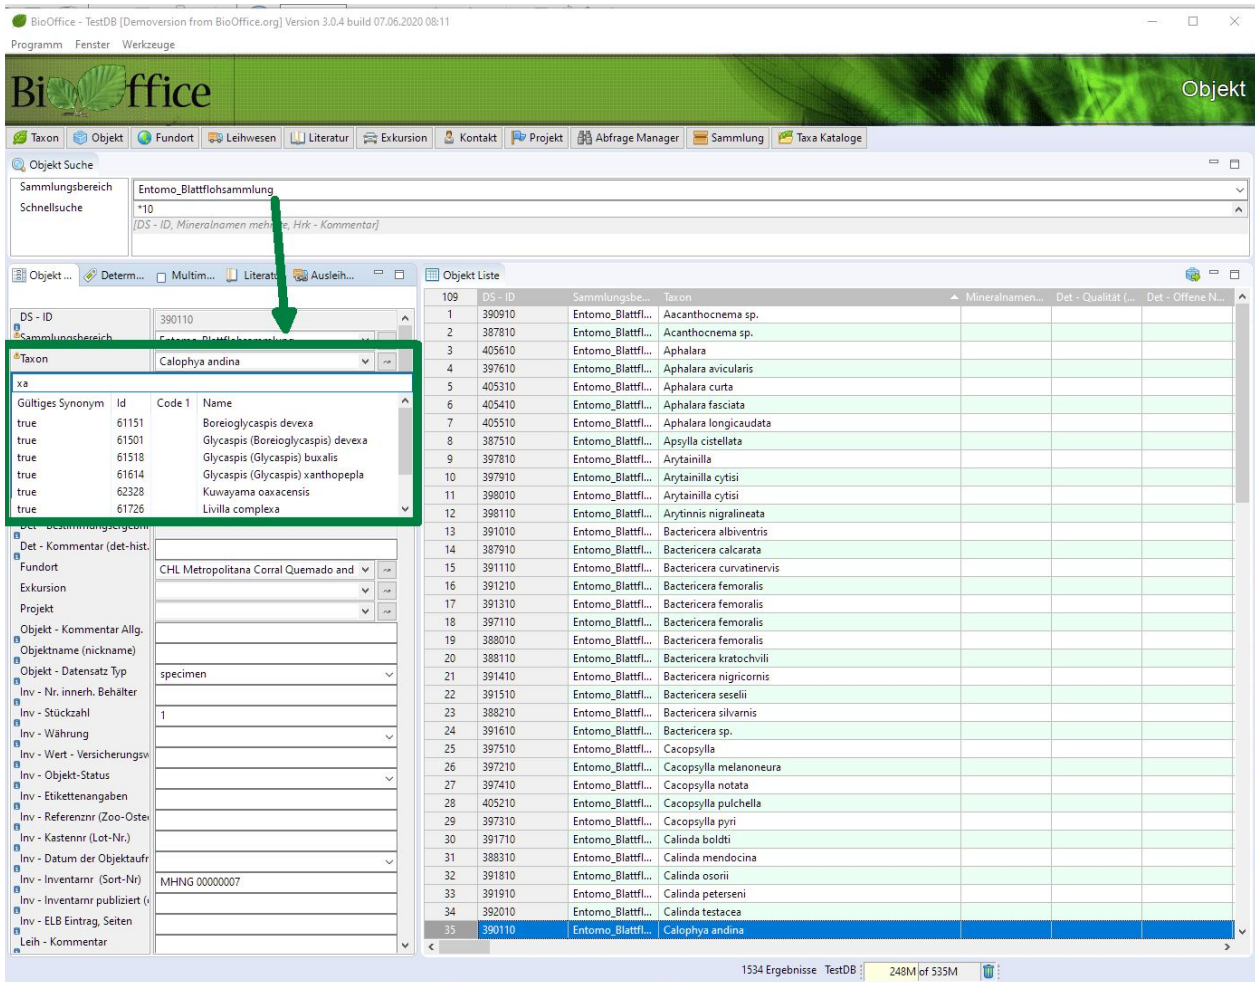 BioOffice - TestDB [Demoversion from BioOffice.org] Version 3.0.4 build 07.06.2020 08:11
Programm Fenster Werkzeuge
Bi ffice
Objekt
Taxon Objekt Fundort Leihwesen Literatur Exkursion Kontakt Projekt Abfrage Manager Sammlung Taxa Kataloge
Objekt Suche
Sammlungsbereich Entomo_Blattflohsammlung
Schnellsuche *10
[DS - ID, Mineralnamen mehrere, Hrk - Kommentar]
Objekt ... Determ... Multim... Literatu Ausleih...
DS - ID 390110
Sammlungsbereich Entomo_Blattflohsammlung
Taxon Calophya andina
xa
Gültiges Synonym Id Code 1 Name
true 61151 Boreioglycaspis devexa
true 61501 Glycaspis (Boreioglycaspis) devexa
true 61518 Glycaspis (Glycaspis) buxalis
true 61614 Glycaspis (Glycaspis) xanthopepla
true 62328 Kuwayama oaxacensis
true 61726 Livilla complexa
Det - Bestimmungsergebni
Det - Kommentar (det-hist.
Fundort CHL Metropolitana Corral Quemado and
Exkursion
Projekt
Objekt - Kommentar Allg.
Objektname (nickname)
Objekt - Datensatz Typ specimen
Inv - Nr. innerh. Behälter
Inv - Stückzahl 1
Inv - Währung
Inv - Wert - Versicherungsw
Inv - Objekt-Status
Inv - Etikettenangaben
Inv - Referenznr (Zoo-Oste
Inv - Kastennr (Lot-Nr.)
Inv - Datum der Objektaufr
Inv - Inventarnr (Sort-Nr) MHNG 00000007
Inv - Inventarnr publiziert (
Inv - ELB Eintrag, Seiten
Leih - Kommentar
Objekt Liste
109 DS - ID Sammlungsbe... Taxon Mineralnamen... Det - Qualität (... Det - Offene N...
1 390910 Entomo_Blattfl... Aacanthocnema sp.
2 387810 Entomo_Blattfl... Acanthocnema sp.
3 405610 Entomo_Blattfl... Aphalara
4 397610 Entomo_Blattfl... Aphalara avicularis
5 405310 Entomo_Blattfl... Aphalara curta
6 405410 Entomo_Blattfl... Aphalara fasciata
7 405510 Entomo_Blattfl... Aphalara longicaudata
8 387510 Entomo_Blattfl... Apsylla cistellata
9 397810 Entomo_Blattfl... Arytainilla
10 397910 Entomo_Blattfl... Arytainilla cytisi
11 398010 Entomo_Blattfl... Arytainilla cytisi
12 398110 Entomo_Blattfl... Arytinnis nigralineata
13 391010 Entomo_Blattfl... Bactericera albiventris
14 387910 Entomo_Blattfl... Bactericera calcarata
15 391110 Entomo_Blattfl... Bactericera curvatinervis
16 391210 Entomo_Blattfl... Bactericera femoralis
17 391310 Entomo_Blattfl... Bactericera femoralis
18 397110 Entomo_Blattfl... Bactericera femoralis
19 388010 Entomo_Blattfl... Bactericera femoralis
20 388110 Entomo_Blattfl... Bactericera kratochvili
21 391410 Entomo_Blattfl... Bactericera nigricornis
22 391510 Entomo_Blattfl... Bactericera seselii
23 388210 Entomo_Blattfl... Bactericera silvarnis
24 391610 Entomo_Blattfl... Bactericera sp.
25 397510 Entomo_Blattfl... Cacopsylla
26 397210 Entomo_Blattfl... Cacopsylla melanoneura
27 397410 Entomo_Blattfl... Cacopsylla notata
28 405210 Entomo_Blattfl... Cacopsylla pulchella
29 397310 Entomo_Blattfl... Cacopsylla pyri
30 391710 Entomo_Blattfl... Calinda boldti
31 388310 Entomo_Blattfl... Calinda mendocina
32 391810 Entomo_Blattfl... Calinda osorii
33 391910 Entomo_Blattfl... Calinda peterseni
34 392010 Entomo_Blattfl... Calinda testacea
35 390110 Entomo_Blattfl... Calophya andina
1534 Ergebnisse TestDB 248M of 535M